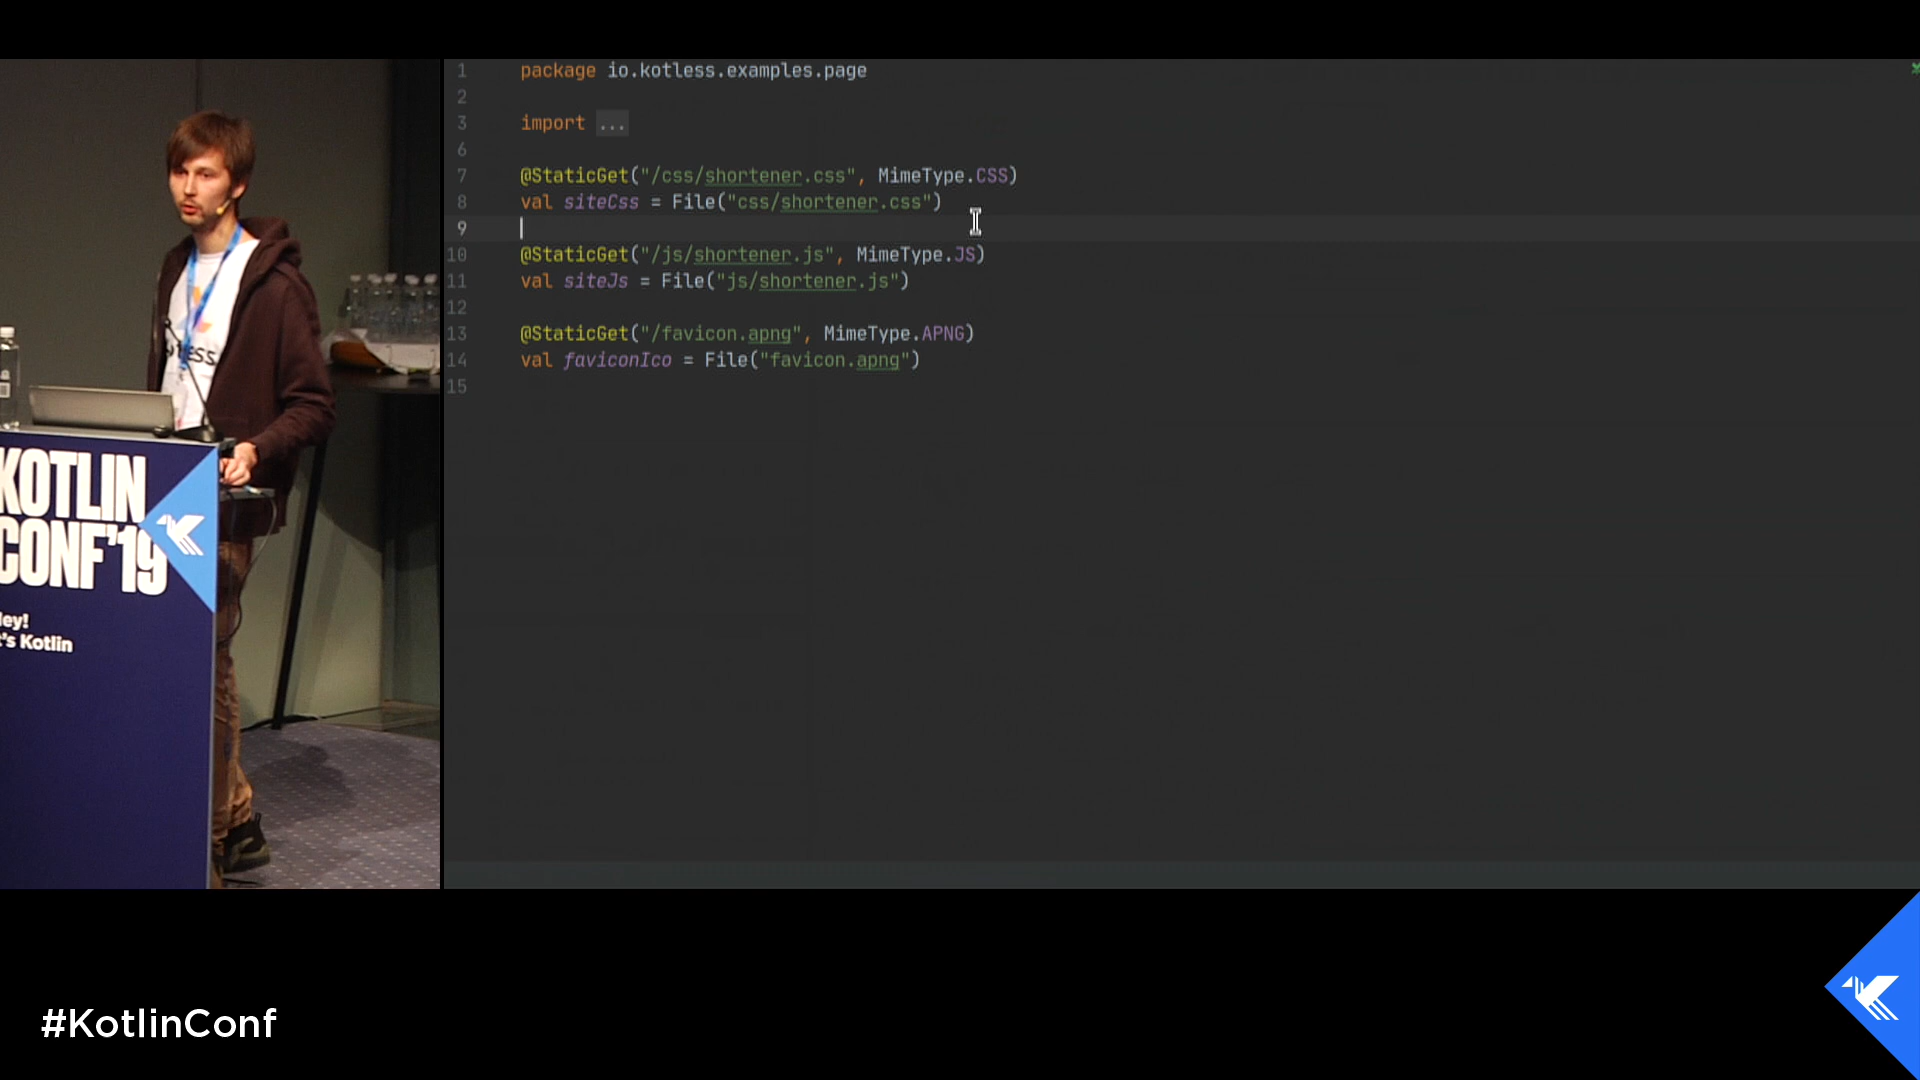 1 package io.kotless.examples.page
2
3 import ...
6
7 @StaticGet("/css/shortener.css", MimeType.CSS)
8 val siteCss = File("css/shortener.css")
9
10 @StaticGet("/js/shortener.js", MimeType.JS)
11 val siteJs = File("js/shortener.js")
12
13 @StaticGet("/favicon.apng", MimeType.APNG)
14 val faviconIco = File("favicon.apng")
15
KOTLIN
CONF'19
Kotlin
#KotlinConf